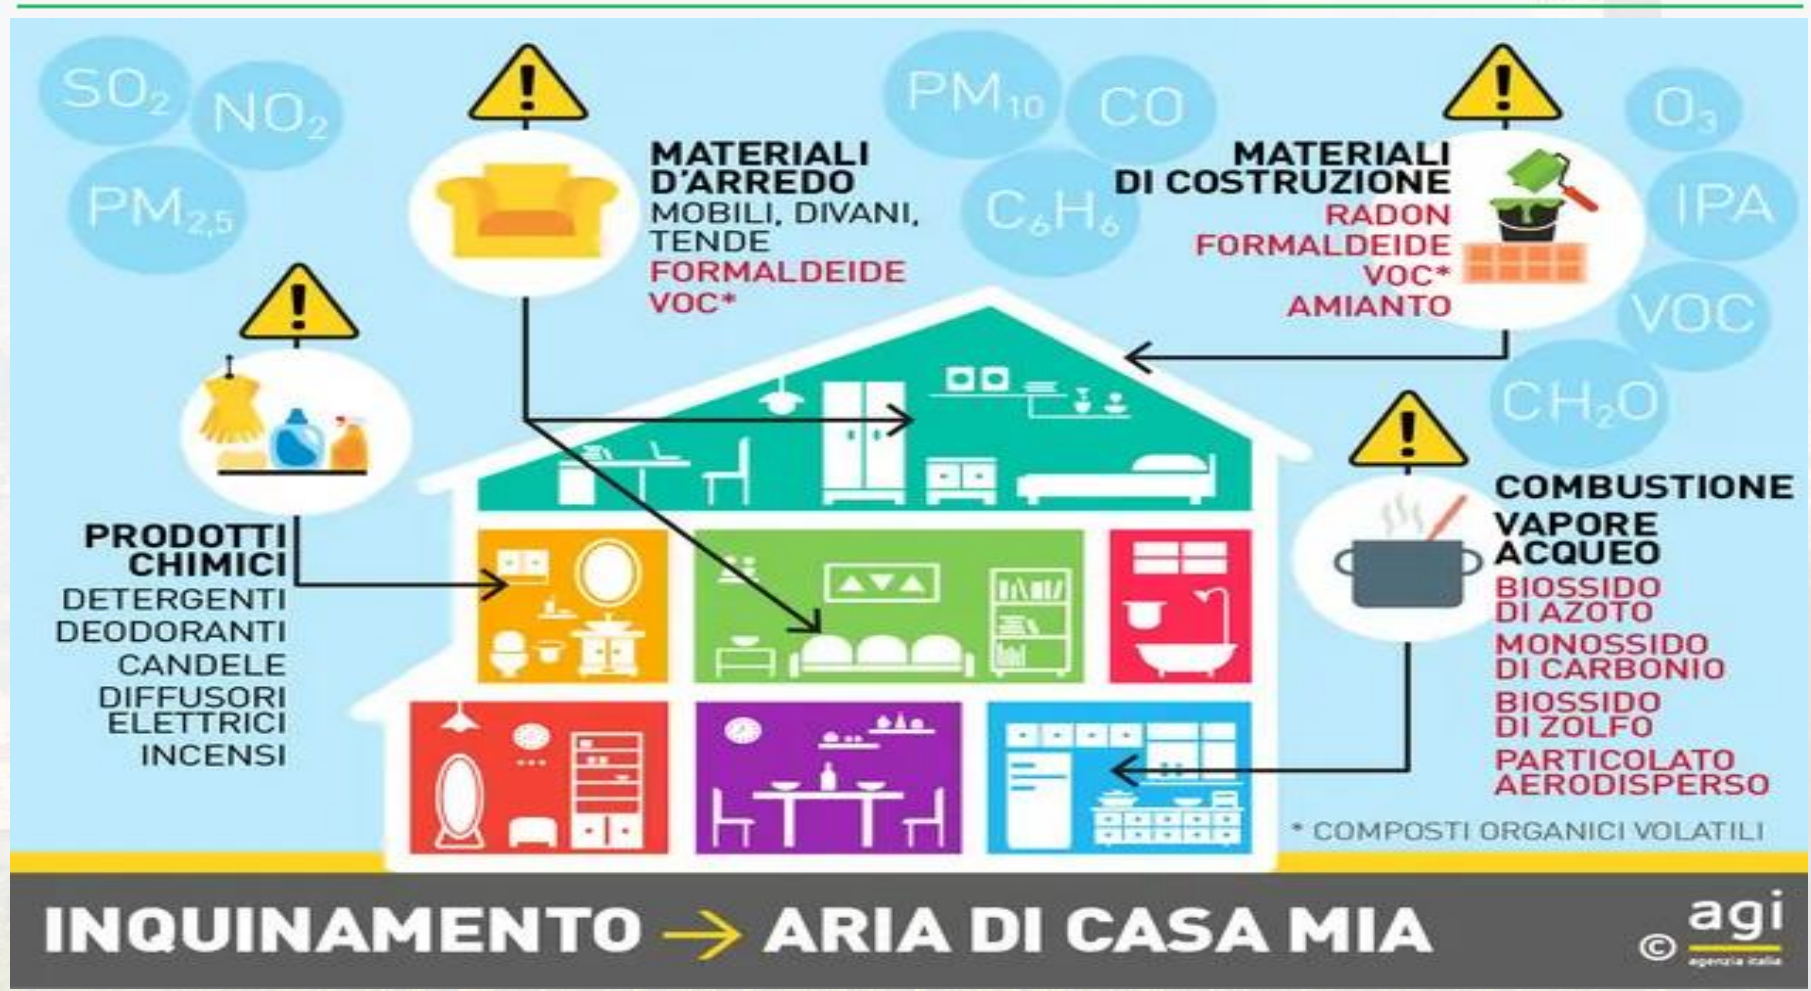 SO₂
NO₂
PM₂,₅
PM₁₀
CO
C₆H₆
O₃
IPA
VOC
CH₂O
MATERIALI
D'ARREDO
MOBILI, DIVANI,
TENDE
FORMALDEIDE
VOC*
MATERIALI
DI COSTRUZIONE
RADON
FORMALDEIDE
VOC*
AMIANTO
PRODOTTI
CHIMICI
DETERGENTI
DEODORANTI
CANDELE
DIFFUSORI
ELETTRICI
INCENSI
COMBUSTIONE
VAPORE
ACQUEO
BIOSSIDO
DI AZOTO
MONOSSIDO
DI CARBONIO
BIOSSIDO
DI ZOLFO
PARTICOLATO
AERODISPERSO
* COMPOSTI ORGANICI VOLATILI
INQUINAMENTO → ARIA DI CASA MIA
© agi
agenzia italia